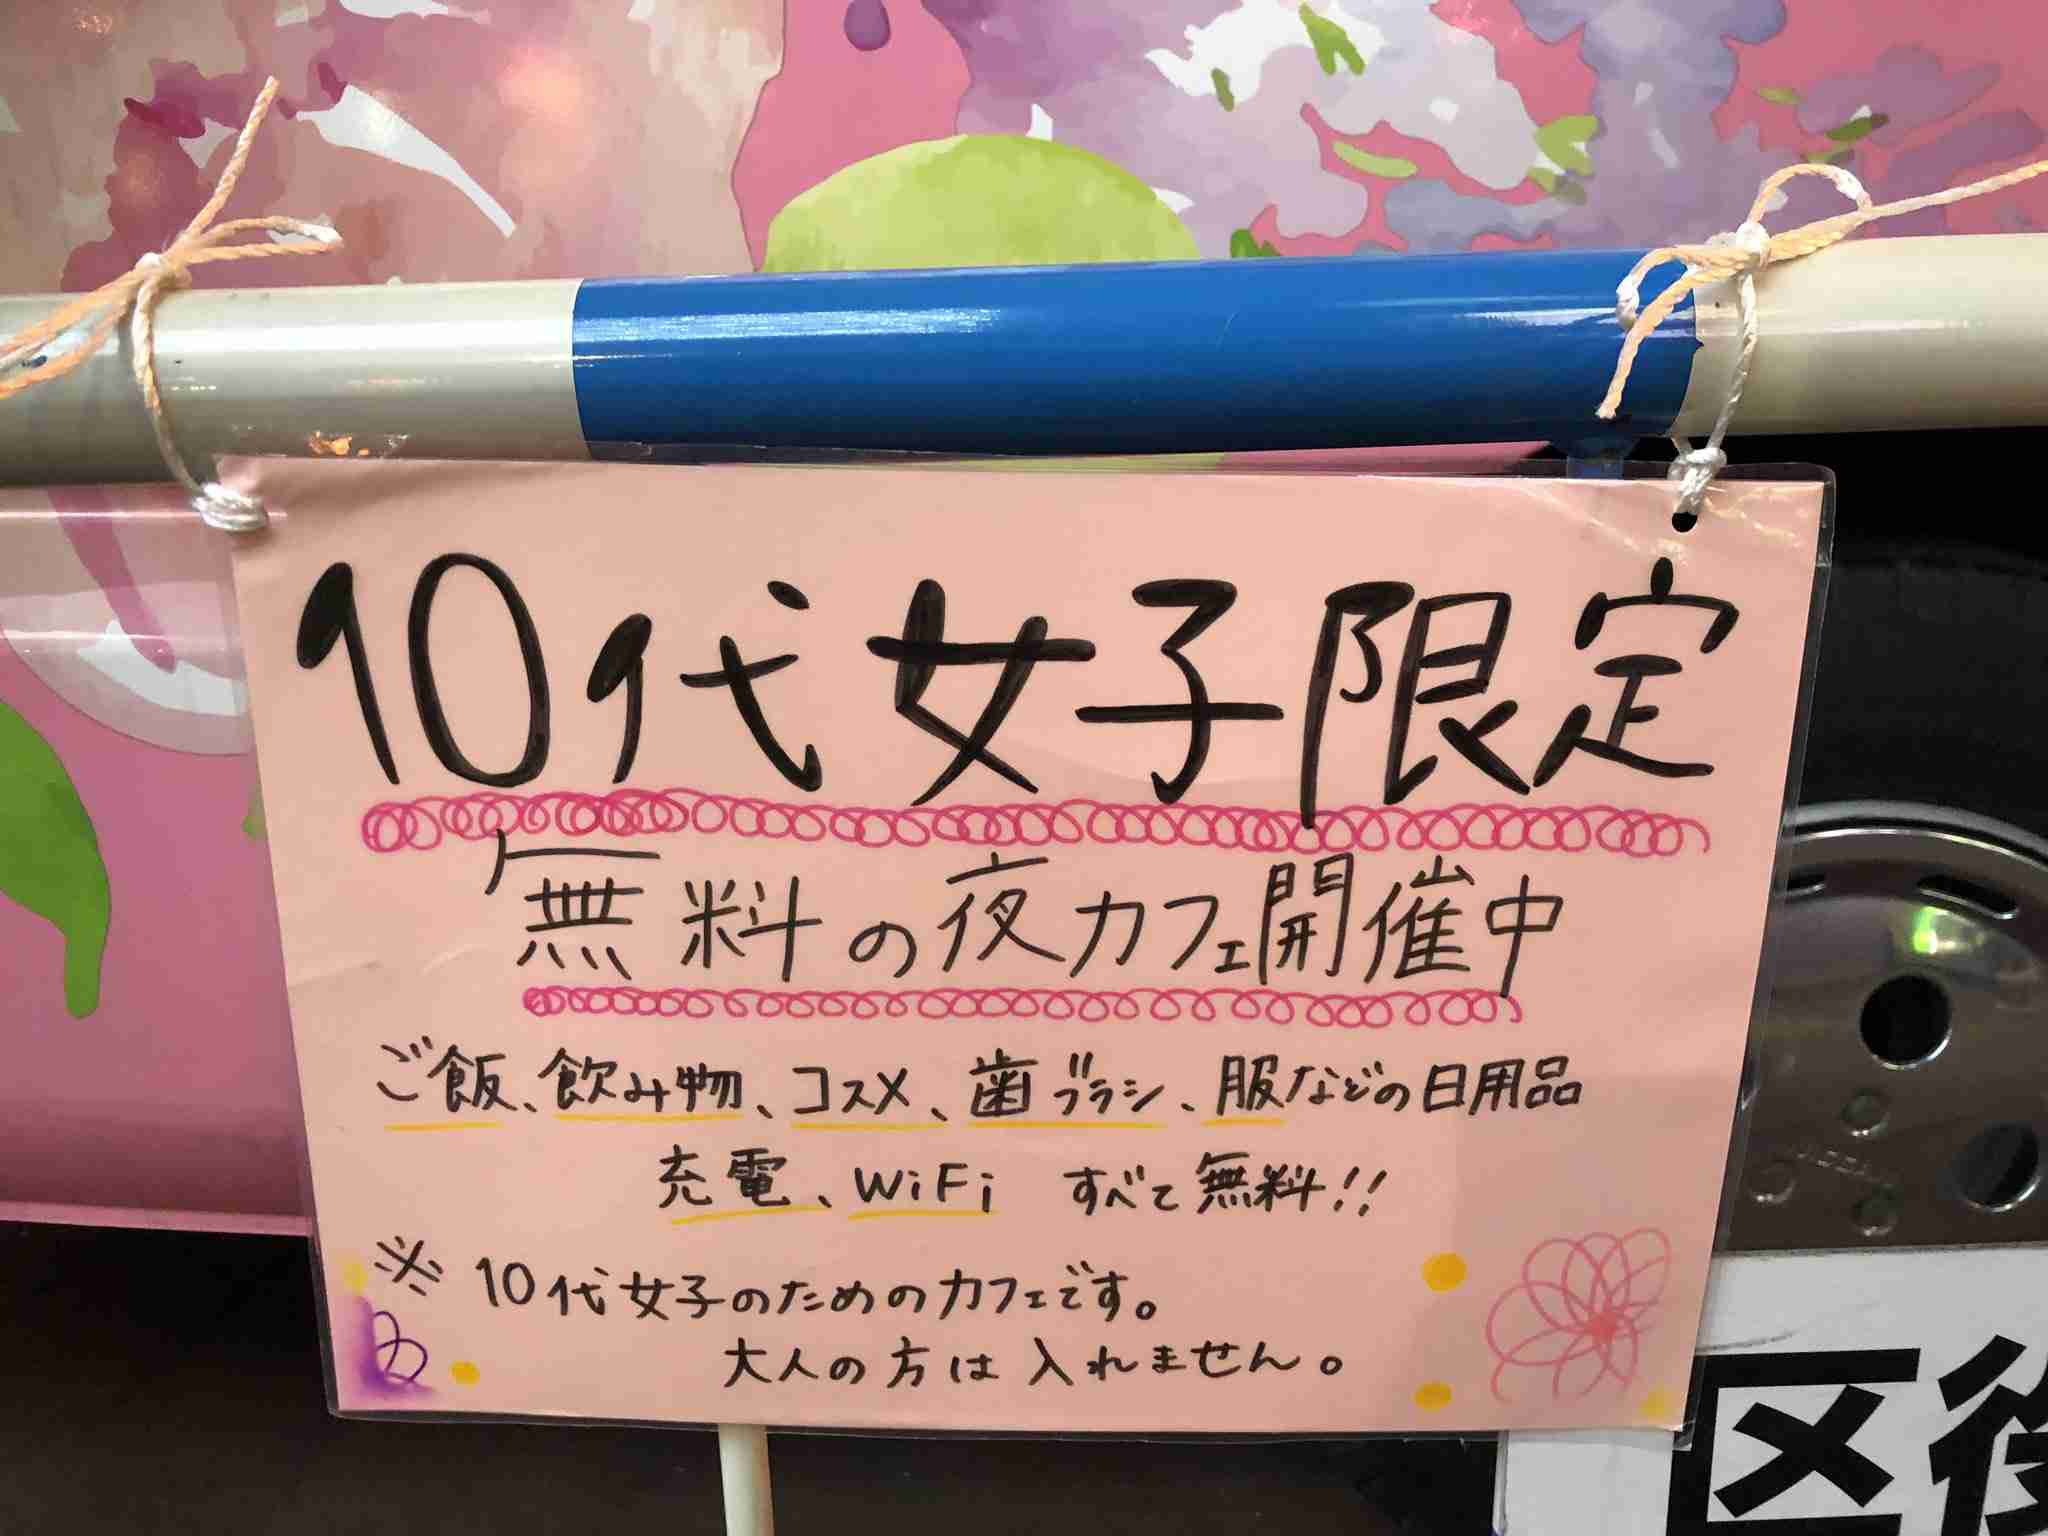 10代女子限定
無料の夜カフェ開催中
ご飯、飲み物、コスメ、歯ブラシ、服などの日用品
充電、WiFi すべて無料!!
※ 10代女子のためのカフェです。
大人の方は入れません。
区役